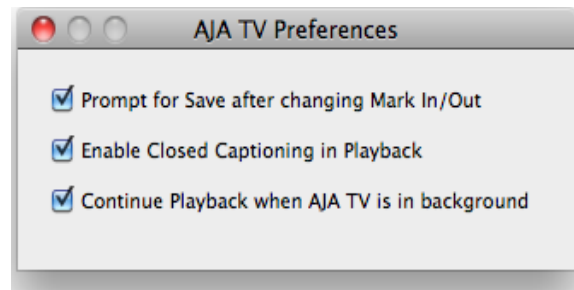 AJA TV Preferences
Prompt for Save after changing Mark In/Out
Enable Closed Captioning in Playback
Continue Playback when AJA TV is in background